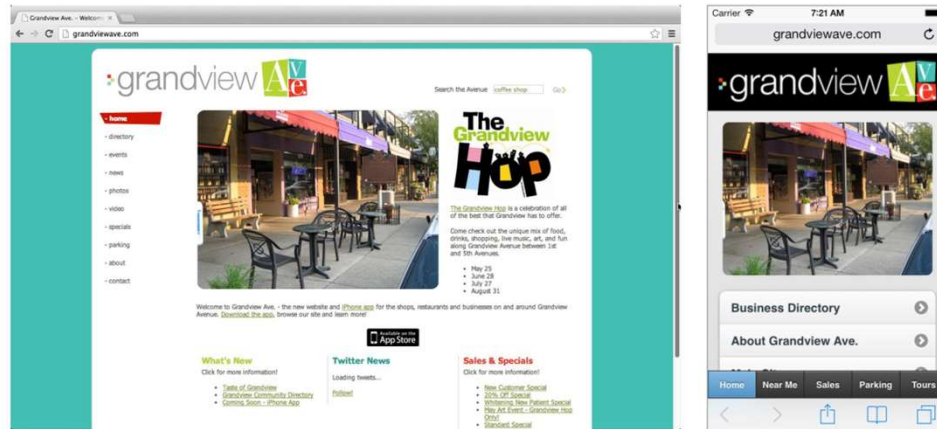 Grandview Ave. - Welcom
grandviewave.com
grandview Ave.
Search the Avenue coffee shop Go
- home
- directory
- events
- news
- photos
- video
- specials
- parking
- about
- contact
The
Grandview
Hop
The Grandview Hop is a celebration of all
of the best that Grandview has to offer.
Come check out the unique mix of food,
drinks, shopping, live music, art, and fun
along Grandview Avenue between 1st
and 5th Avenues.
• May 25
• June 28
• July 27
• August 31
Welcome to Grandview Ave. - the new website and iPhone app for the shops, restaurants and businesses on and around Grandview
Avenue. Download the app, browse our site and learn more!
Available on the
App Store
What's New
Click for more information!
• Taste of Grandview
• Grandview Community Directory
• Coming Soon - iPhone App
Twitter News
Loading tweets...
Follow!
Sales & Specials
Click for more information!
• New Customer Special
• 20% Off Special
• Whitening New Patient Special
• May Art Event - Grandview Hop
Only!
• Standard Special
Carrier 7:21 AM
grandviewave.com
grandview Ave.
Business Directory
About Grandview Ave.
Home Near Me Sales Parking Tours